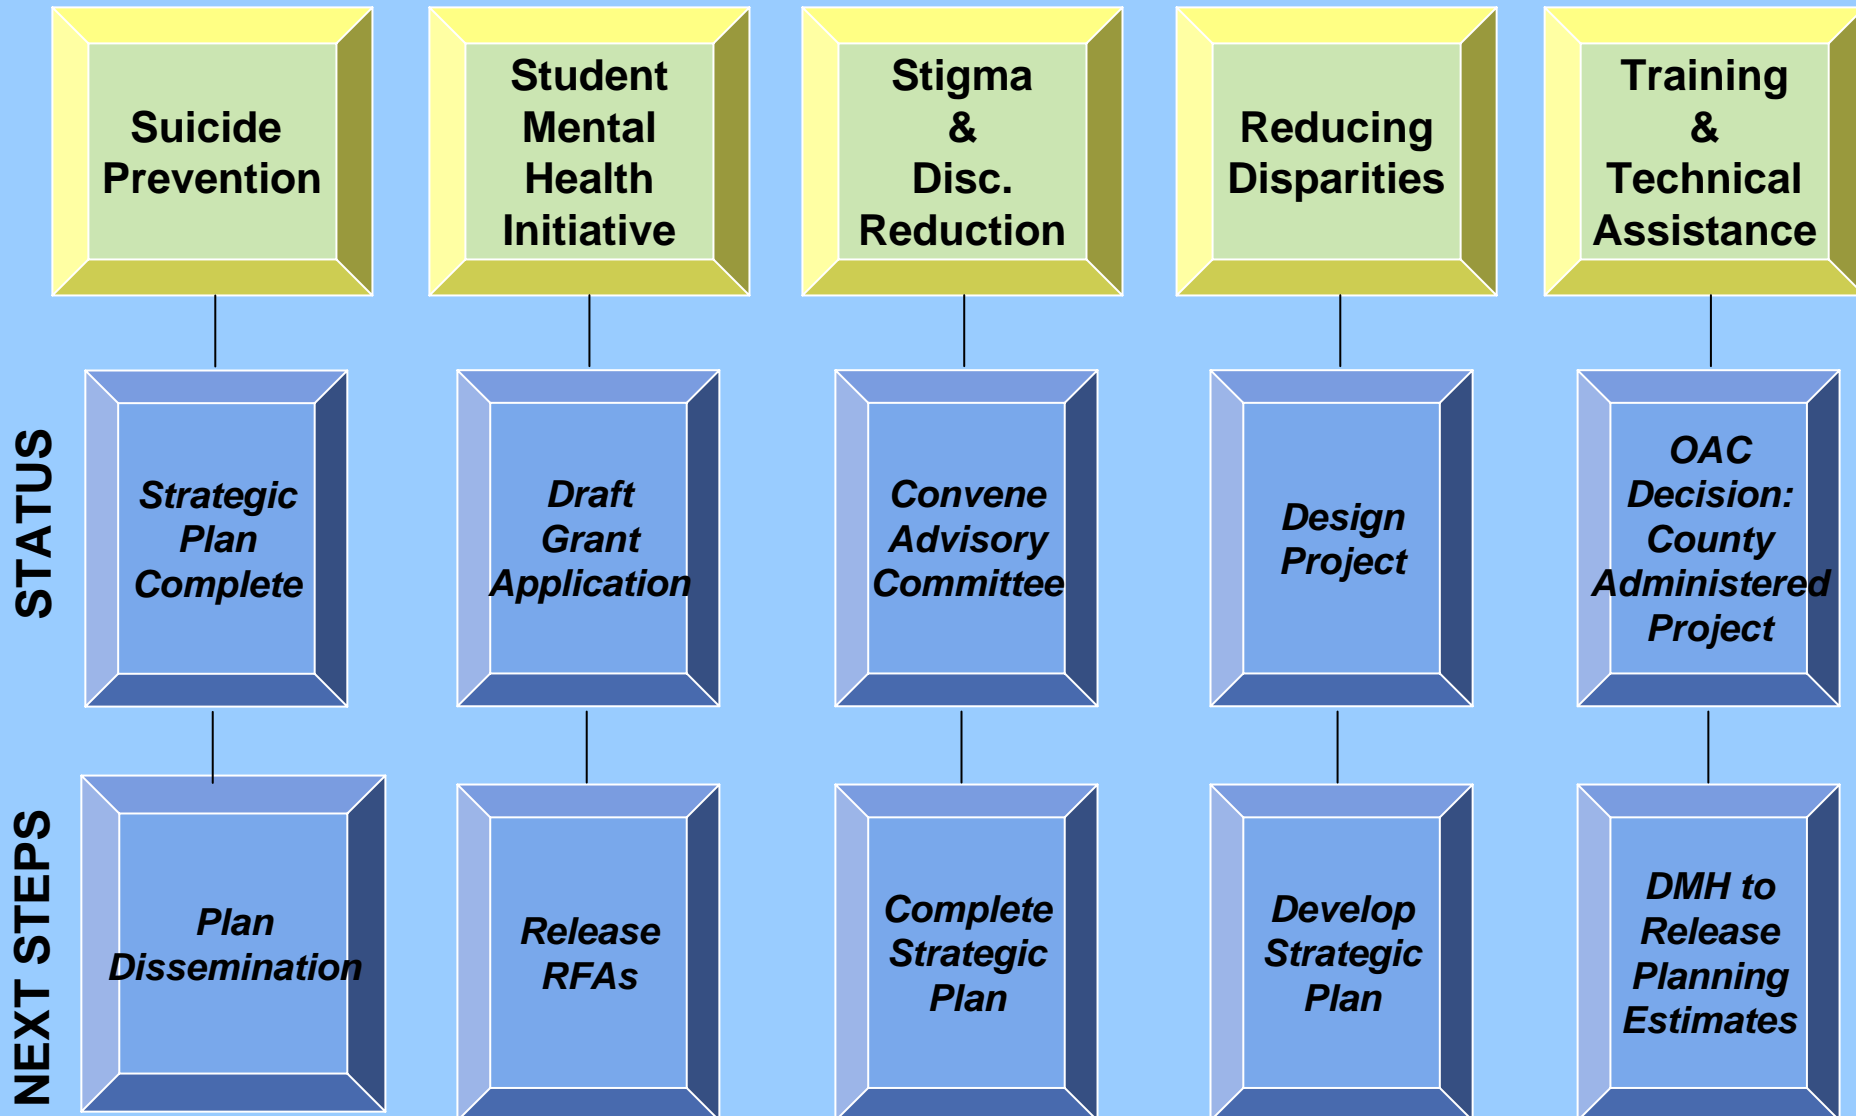 Suicide
Prevention
Student
Mental
Health
Initiative
Stigma
&
Disc.
Reduction
Reducing
Disparities
Training
&
Technical
Assistance
STATUS
Strategic
Plan
Complete
Draft
Grant
Application
Convene
Advisory
Committee
Design
Project
OAC
Decision:
County
Administered
Project
NEXT STEPS
Plan
Dissemination
Release
RFAs
Complete
Strategic
Plan
Develop
Strategic
Plan
DMH to
Release
Planning
Estimates